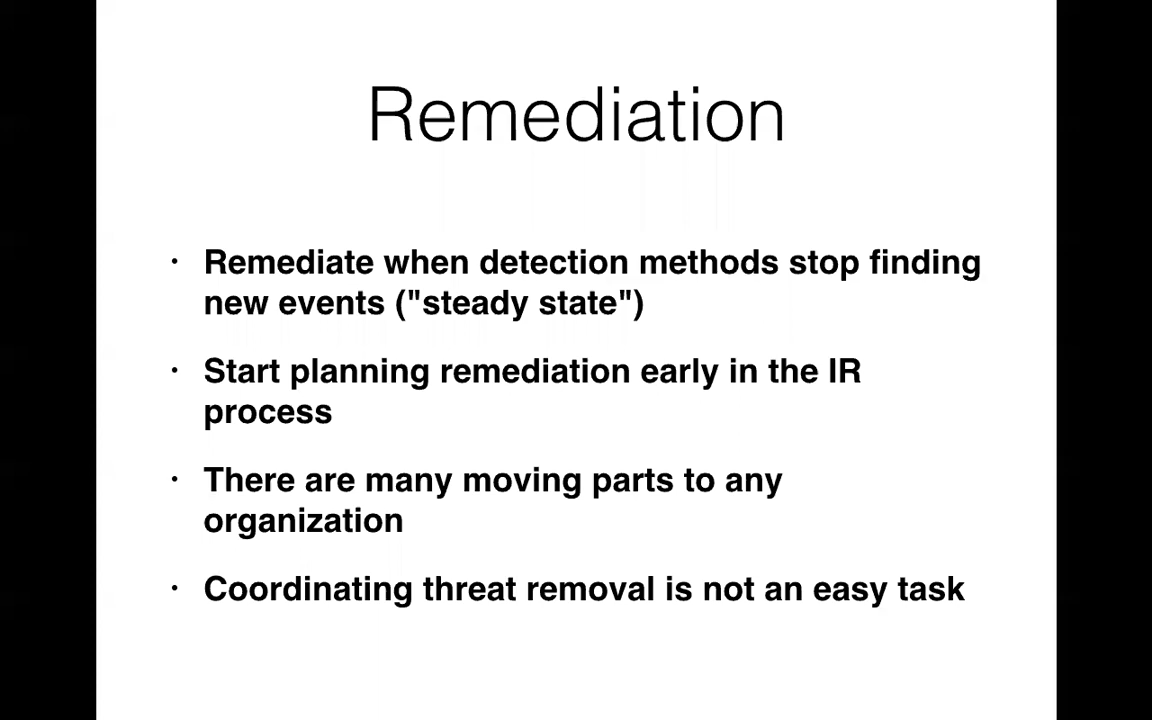 Remediation
• Remediate when detection methods stop finding
new events ("steady state")
• Start planning remediation early in the IR
process
• There are many moving parts to any
organization
• Coordinating threat removal is not an easy task